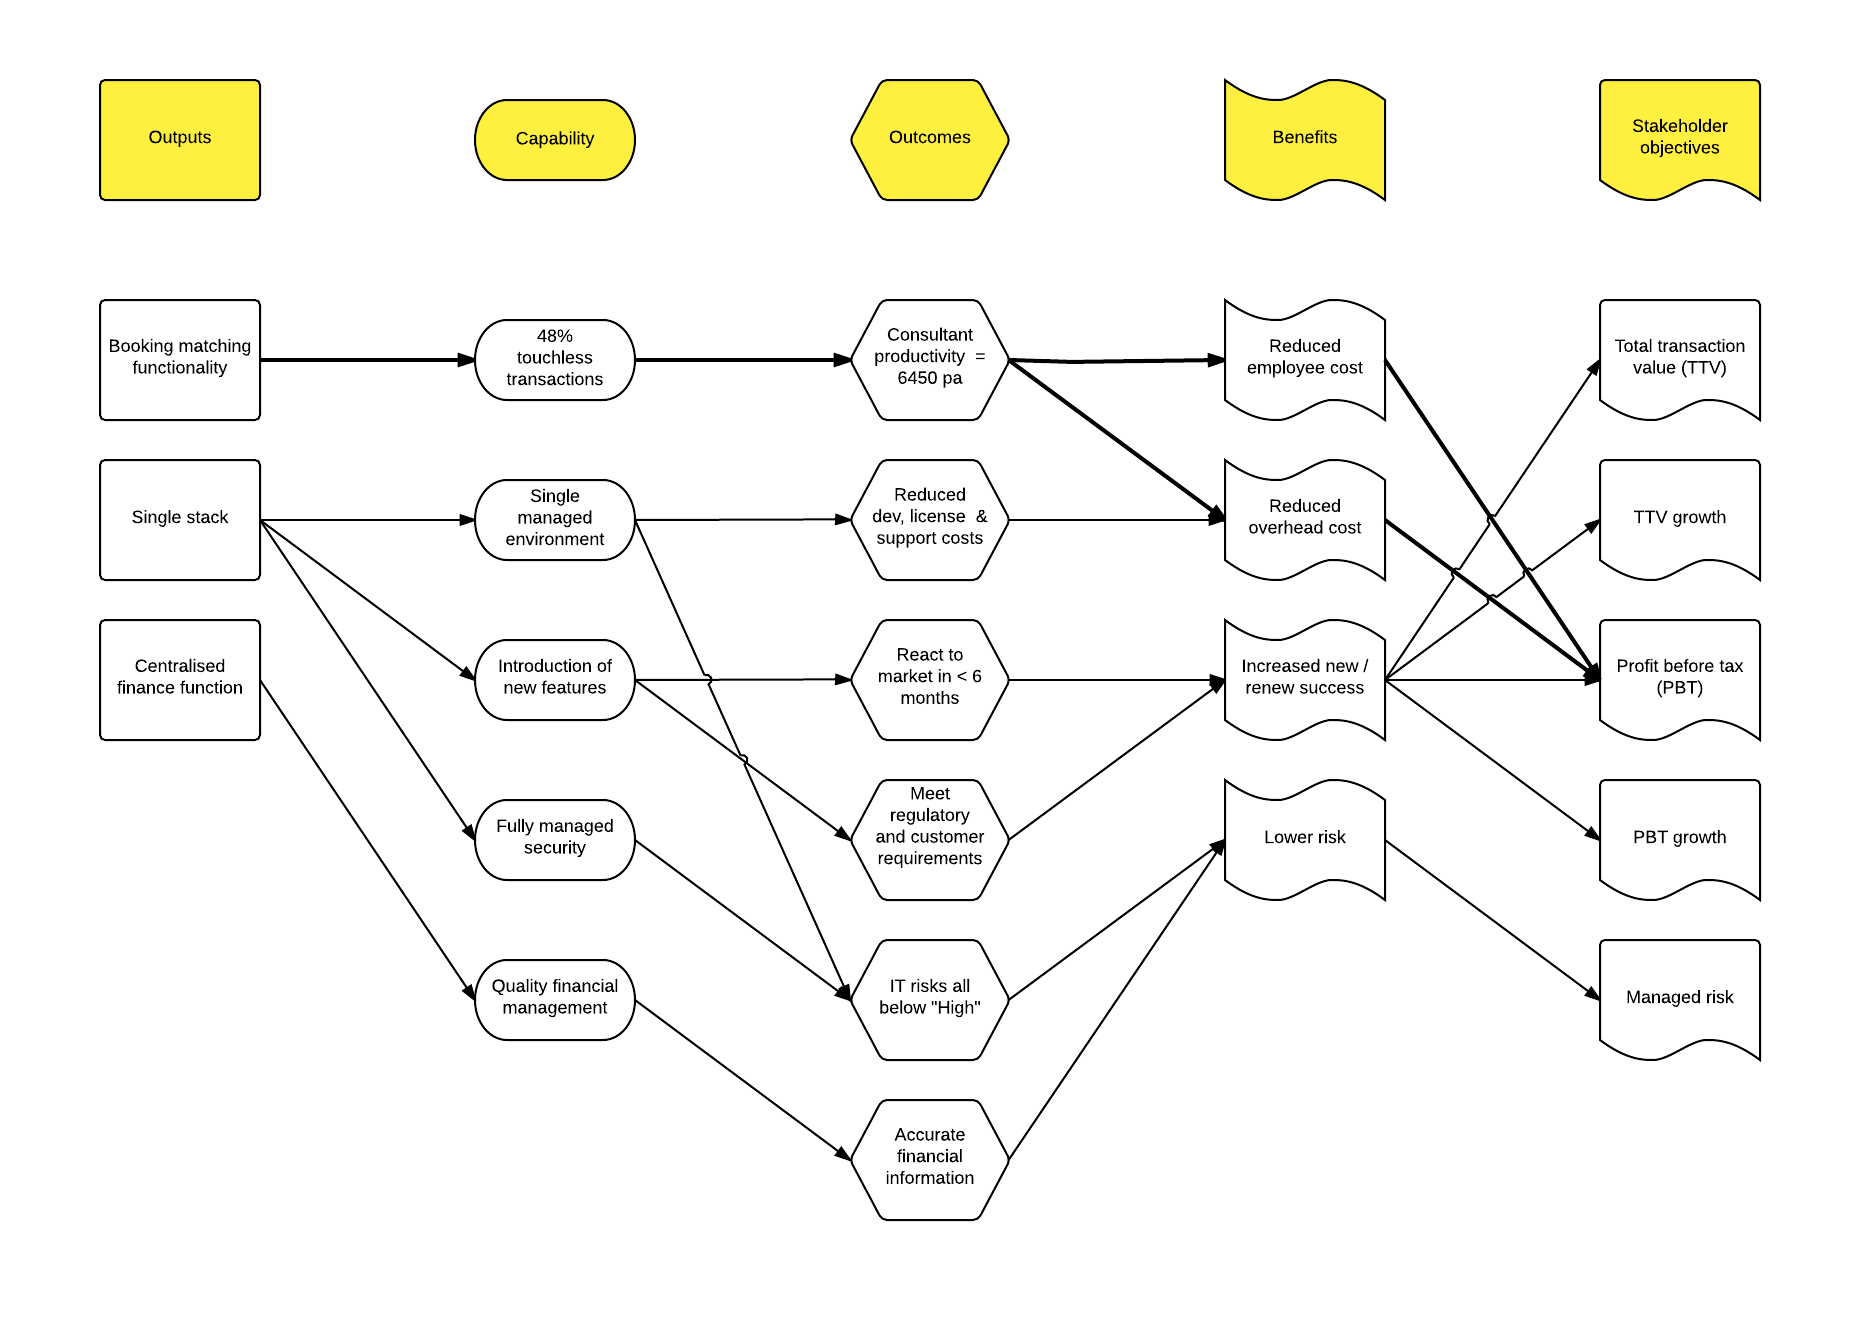 Outputs
Capability
Outcomes
Benefits
Stakeholder
objectives
Booking matching
functionality
48%
touchless
transactions
Consultant
productivity = 
6450 pa
Reduced
employee cost
Total transaction
value (TTV)
Single stack
Single
managed
environment
Reduced
dev, license &
support costs
Reduced
overhead cost
TTV growth
Centralised
finance function
Introduction of
new features
React to
market in < 6
months
Increased new /
renew success
Profit before tax
(PBT)
Fully managed
security
Meet
regulatory
and customer
requirements
Lower risk
PBT growth
Quality financial
management
IT risks all
below "High"
Managed risk
Accurate
financial
information